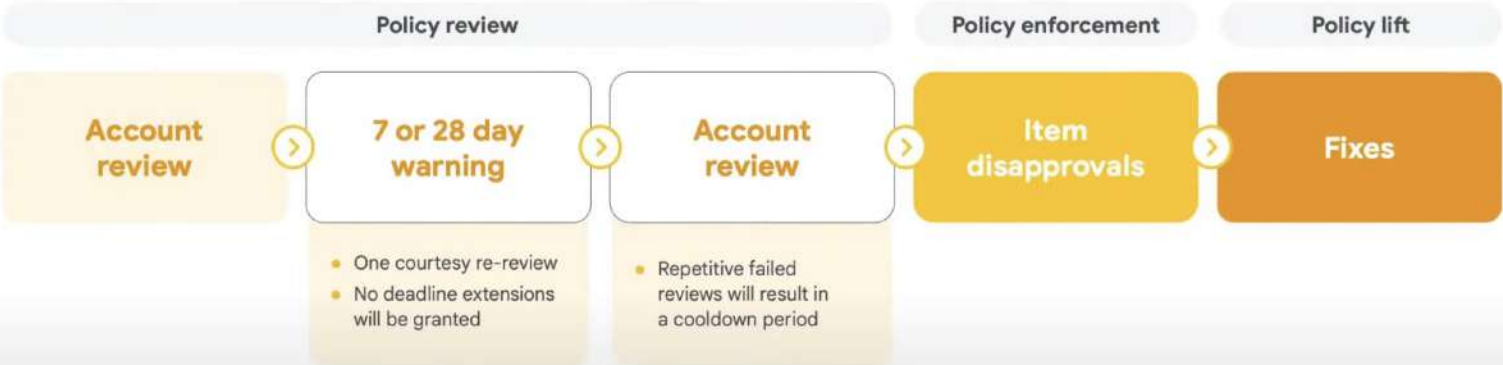 Policy review
Policy enforcement
Policy lift
Account
review
7 or 28 day
warning
Account
review
Item
disapprovals
Fixes
• One courtesy re-review
• No deadline extensions
will be granted
• Repetitive failed
reviews will result in
a cooldown period